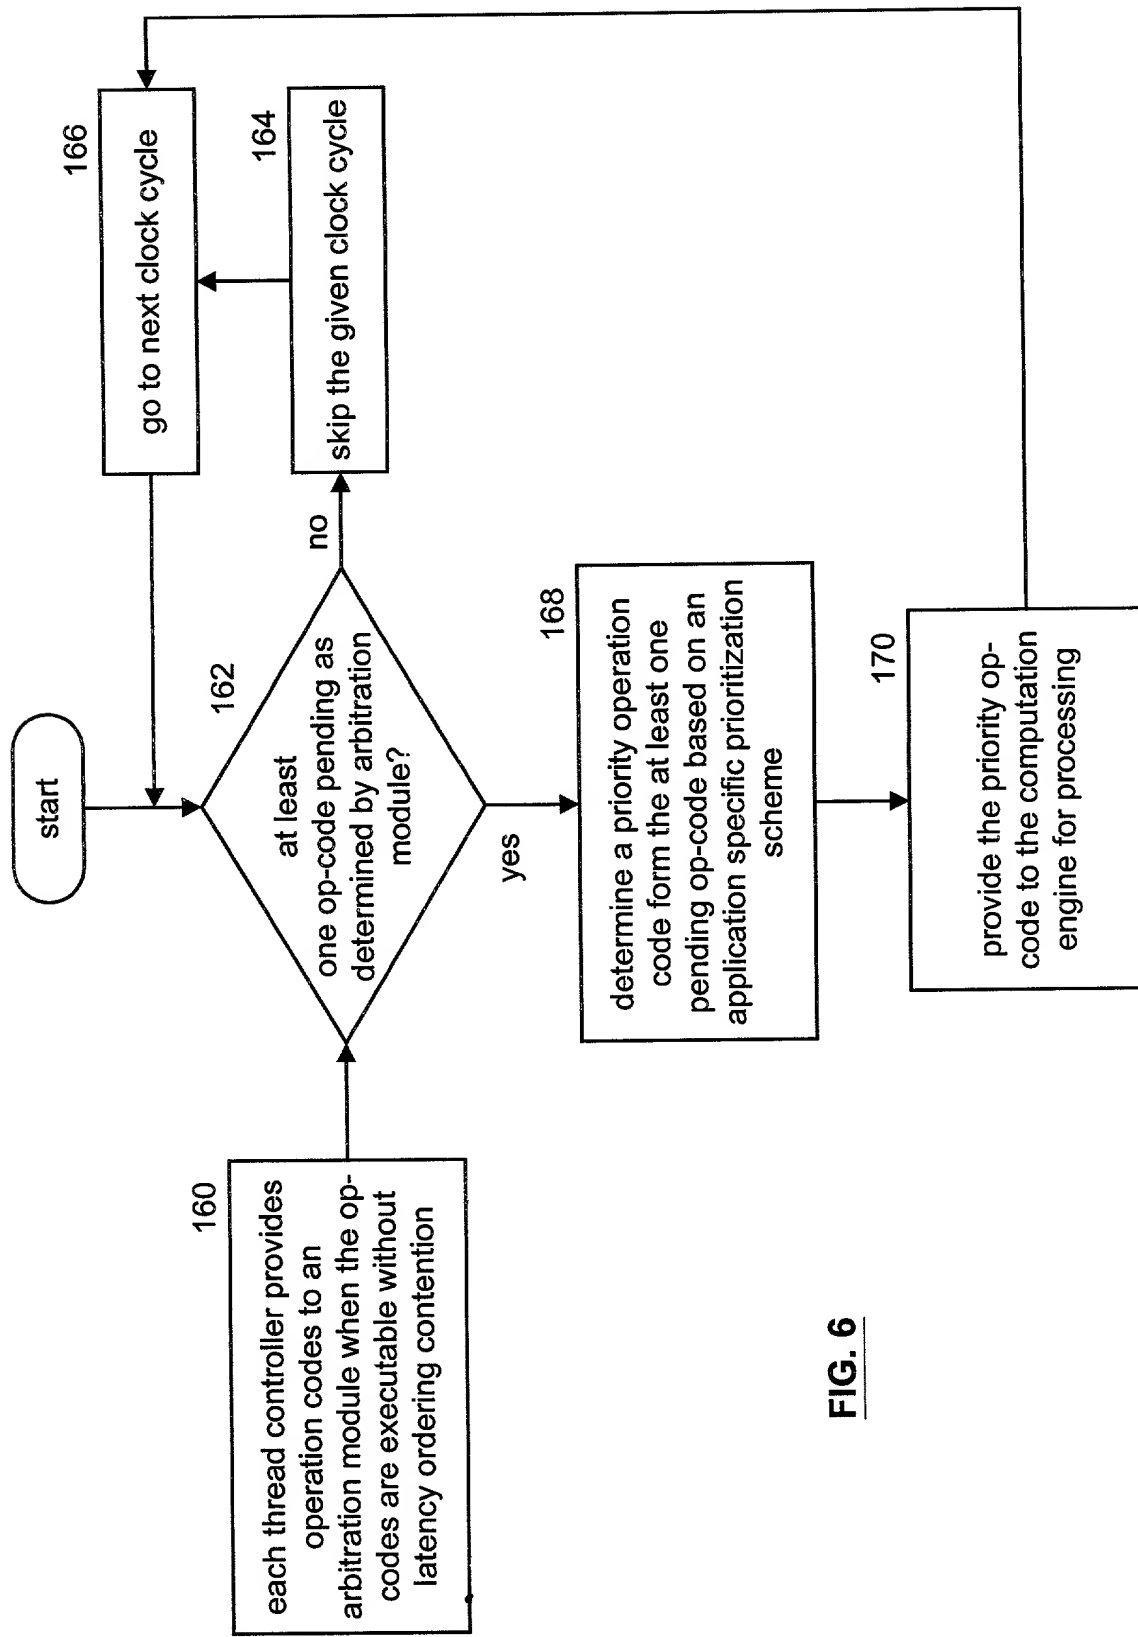 start
160
each thread controller provides
operation codes to an
arbitration module when the op-
codes are executable without
latency ordering contention
162
at least
one op-code pending as
determined by arbitration
module?
no
164
skip the given clock cycle
166
go to next clock cycle
yes
168
determine a priority operation
code form the at least one
pending op-code based on an
application specific prioritization
scheme
170
provide the priority op-
code to the computation
engine for processing
FIG. 6